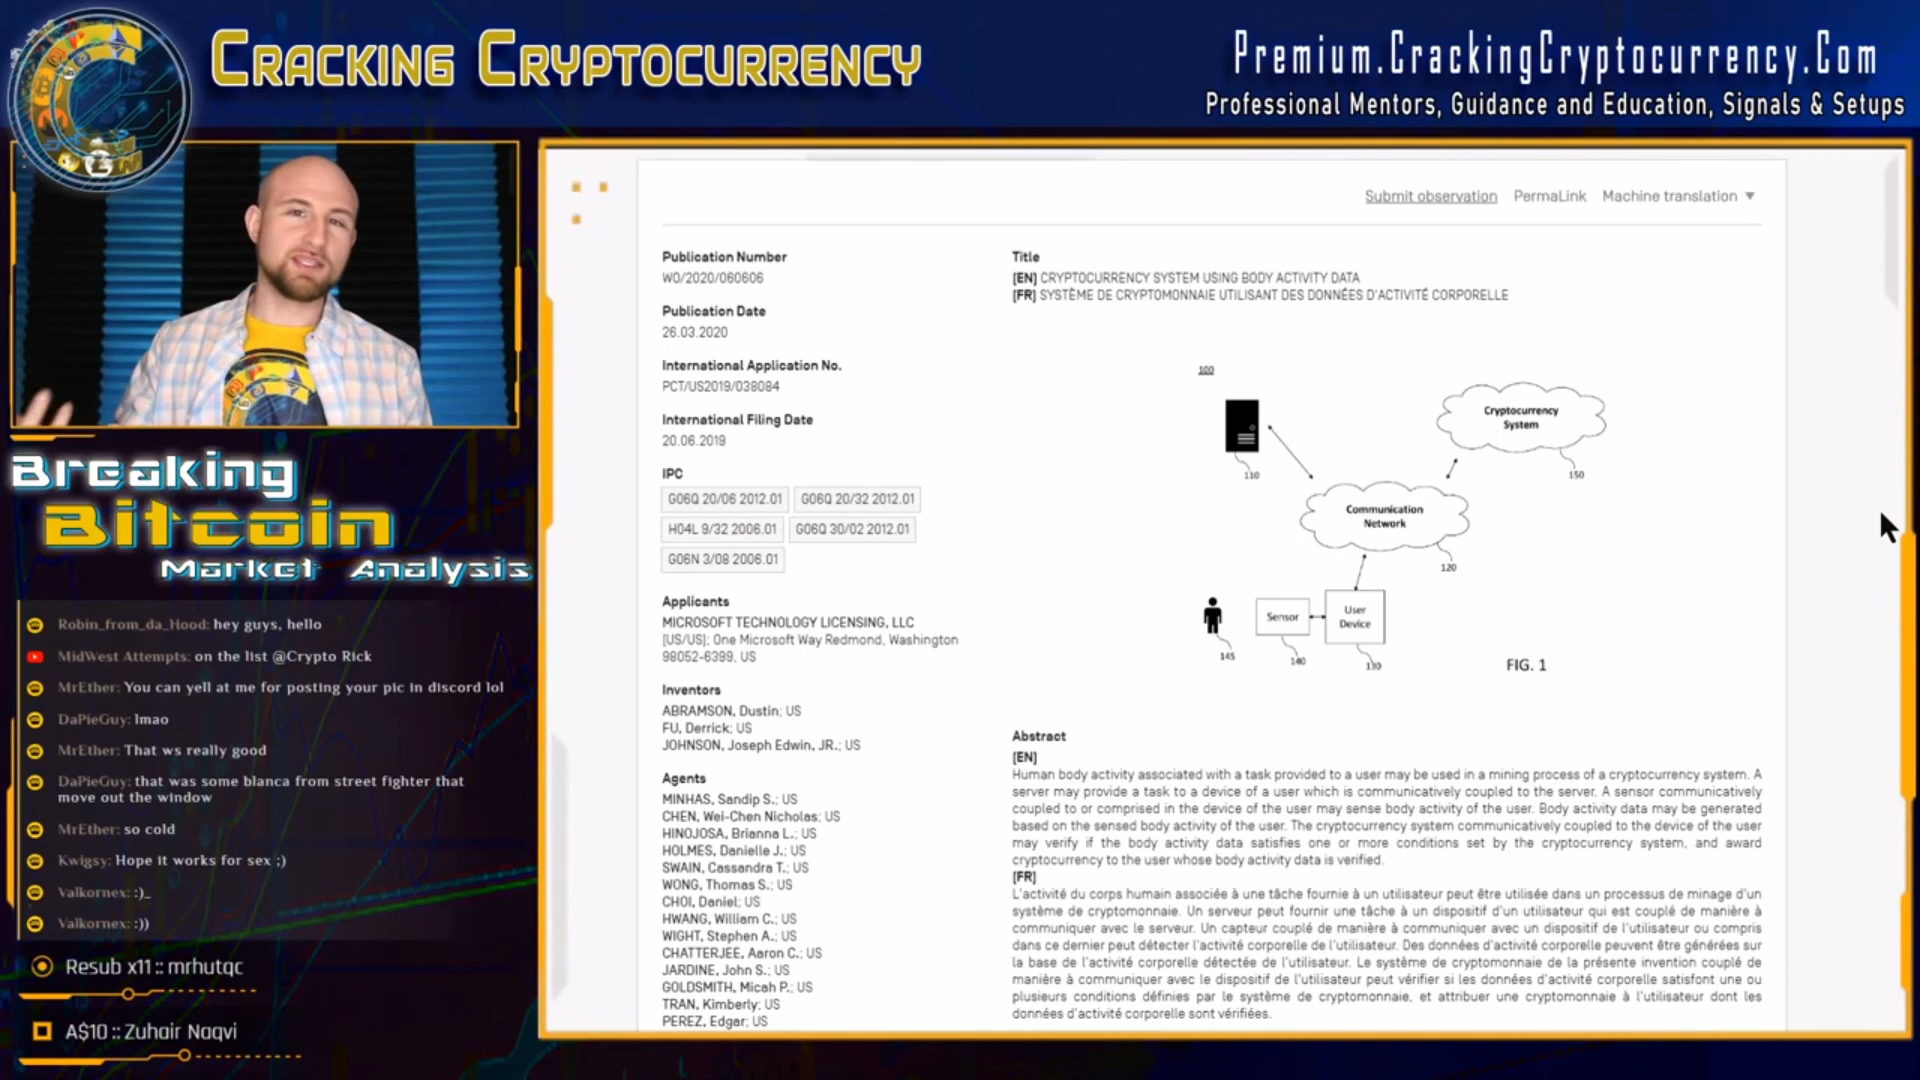 CRACKING CRYPTOCURRENCY
Premium.CrackingCryptocurrency.Com
Professional Mentors, Guidance and Education, Signals & Setups
Breaking
Bitcoin
Market Analysis
Robin_from_da_Hood: hey guys, hello
MidWest Attempts: on the list @Crypto Rick
MrEther: You can yell at me for posting your pic in discord lol
DaPieGuy: lmao
MrEther: That ws really good
DaPieGuy: that was some blanca from street fighter that
move out the window
MrEther: so cold
Kwigsy: Hope it works for sex ;)
Valkornex: :)_
Valkornex: :))
Resub x11 :: mrhutqc
A$10 :: Zuhair Naqvi
Submit observation PermaLink Machine translation
Publication Number
WO/2020/060606
Publication Date
26.03.2020
International Application No.
PCT/US2019/038084
International Filing Date
20.06.2019
IPC
G06Q 20/06 2012.01 G06Q 20/32 2012.01
H04L 9/32 2006.01 G06Q 30/02 2012.01
G06N 3/08 2006.01
Applicants
MICROSOFT TECHNOLOGY LICENSING, LLC
[US/US]; One Microsoft Way Redmond, Washington
98052-6399, US
Inventors
ABRAMSON, Dustin; US
FU, Derrick; US
JOHNSON, Joseph Edwin, JR.; US
Agents
MINHAS, Sandip S.; US
CHEN, Wei-Chen Nicholas; US
HINOJOSA, Brianna L.; US
HOLMES, Danielle J.; US
SWAIN, Cassandra T.; US
WONG, Thomas S.; US
CHOI, Daniel; US
HWANG, William C.; US
WIGHT, Stephen A.; US
CHATTERJEE, Aaron C.; US
JARDINE, John S.; US
GOLDSMITH, Micah P.; US
TRAN, Kimberly; US
PEREZ, Edgar; US
Title
[EN] CRYPTOCURRENCY SYSTEM USING BODY ACTIVITY DATA
[FR] SYSTÈME DE CRYPTOMONNAIE UTILISANT DES DONNÉES D'ACTIVITÉ CORPORELLE
100
110
Cryptocurrency
System
150
Communication
Network
120
145
Sensor
140
User
Device
130
FIG. 1
Abstract
[EN]
Human body activity associated with a task provided to a user may be used in a mining process of a cryptocurrency system. A
server may provide a task to a device of a user which is communicatively coupled to the server. A sensor communicatively
coupled to or comprised in the device of the user may sense body activity of the user. Body activity data may be generated
based on the sensed body activity of the user. The cryptocurrency system communicatively coupled to the device of the user
may verify if the body activity data satisfies one or more conditions set by the cryptocurrency system, and award
cryptocurrency to the user whose body activity data is verified.
[FR]
L'activité du corps humain associée à une tâche fournie à un utilisateur peut être utilisée dans un processus de minage d'un
système de cryptomonnaie. Un serveur peut fournir une tâche à un dispositif d'un utilisateur qui est couplé de manière à
communiquer avec le serveur. Un capteur couplé de manière à communiquer avec un dispositif de l'utilisateur ou compris
dans ce dernier peut détecter l'activité corporelle de l'utilisateur. Des données d'activité corporelle peuvent être générées sur
la base de l'activité corporelle détectée de l'utilisateur. Le système de cryptomonnaie de la présente invention couplé de
manière à communiquer avec le dispositif de l'utilisateur peut vérifier si les données d'activité corporelle satisfont une ou
plusieurs conditions définies par le système de cryptomonnaie, et attribuer une cryptomonnaie à l'utilisateur dont les
données d'activité corporelle sont vérifiées.